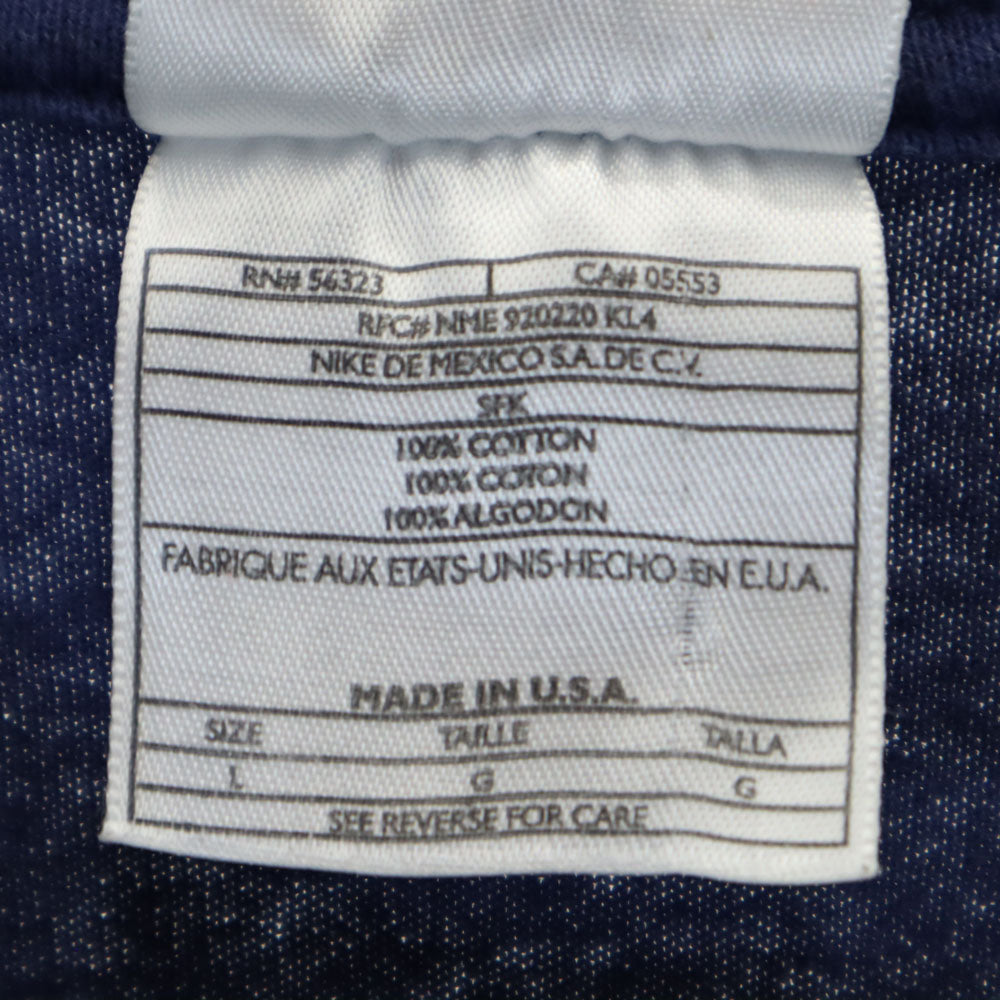 RN# 56323 CA# 05553
RFC# NME 920220 KL4
NIKE DE MEXICO S.A. DE C.V.
SFK
100% COTTON
100% COTON
100% ALGODON
FABRIQUE AUX ETATS-UNIS-HECHO EN E.U.A.
MADE IN U.S.A.
SIZE TAILLE TALLA
L G G
SEE REVERSE FOR CARE